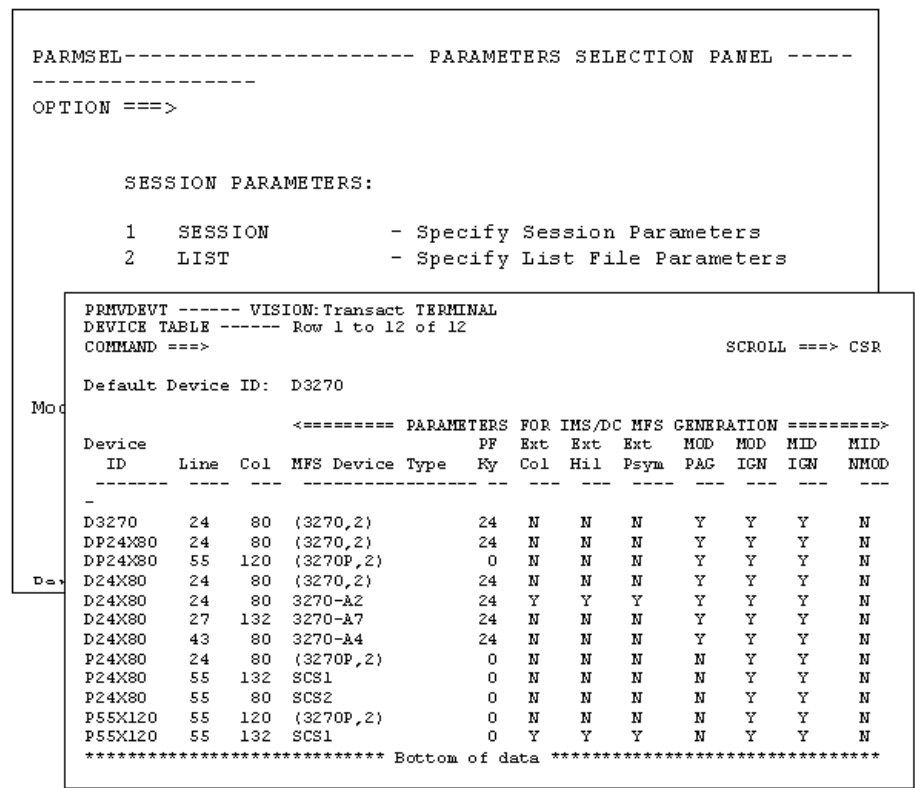 PARMSEL---------------------- PARAMETERS SELECTION PANEL -----
-----------------
OPTION ===>
SESSION PARAMETERS:
1 SESSION - Specify Session Parameters
2 LIST - Specify List File Parameters
PRMVDEVT ------ VISION:Transact TERMINAL
DEVICE TABLE ------ Row 1 to 12 of 12
COMMAND ===> SCROLL ===> CSR
Default Device ID: D3270
<========= PARAMETERS FOR IMS/DC MFS GENERATION =========>
Device PF Ext Ext Ext MOD MOD MID MID
ID Line Col MFS Device Type Ky Col Hil Psym PAG IGN IGN NMOD
------- ---- --- ----------------- -- --- --- ---- --- --- --- ---
_
D3270 24 80 (3270,2) 24 N N N Y Y Y N
DP24X80 24 80 (3270,2) 24 N N N Y Y Y N
DP24X80 55 120 (3270P,2) 0 N N N Y Y Y N
D24X80 24 80 (3270,2) 24 N N N Y Y Y N
D24X80 24 80 3270-A2 24 Y Y Y Y Y Y N
D24X80 27 132 3270-A7 24 N N N Y Y Y N
D24X80 43 80 3270-A4 24 N N N Y Y Y N
P24X80 24 80 (3270P,2) 0 N N N N Y Y N
P24X80 55 132 SCS1 0 N N N N Y Y N
P24X80 55 80 SCS2 0 N N N N Y Y N
P55X120 55 120 (3270P,2) 0 N N N N Y Y N
P55X120 55 132 SCS1 0 Y Y Y N Y Y N
***************************** Bottom of data ********************************